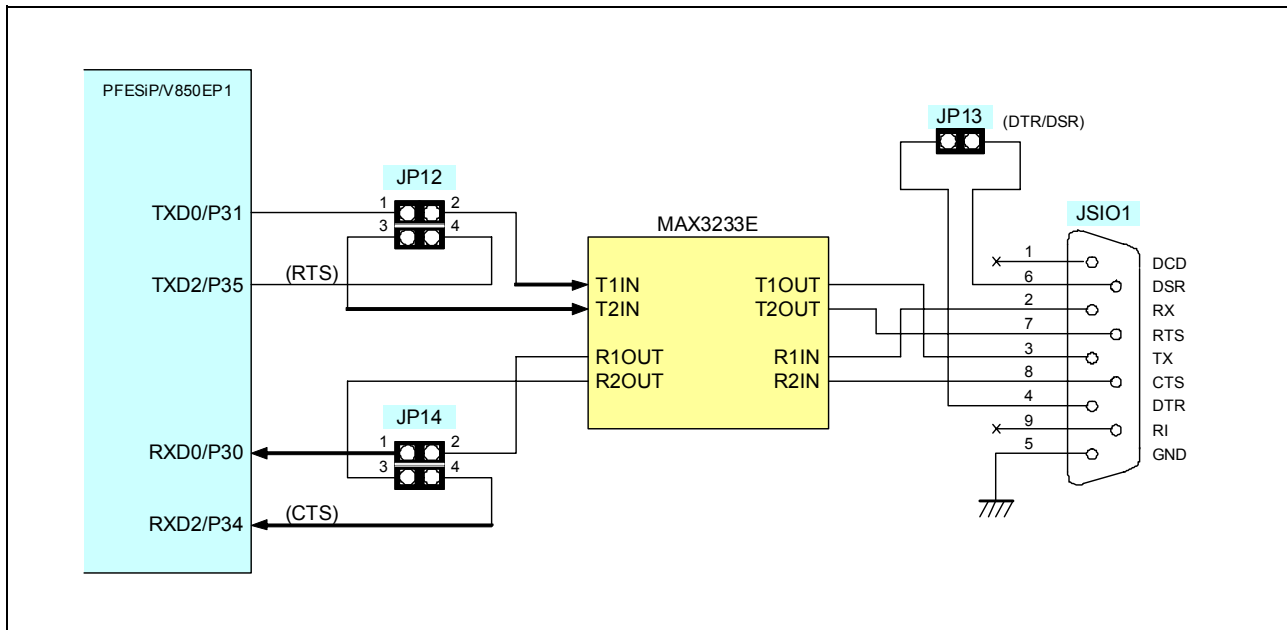 PFESiP/V850EP1
TXD0/P31
TXD2/P35
(RTS)
RXD0/P30
RXD2/P34
(CTS)
JP12
1
2
3
4
JP14
1
2
3
4
MAX3233E
T1IN
T2IN
R1OUT
R2OUT
T1OUT
T2OUT
R1IN
R2IN
JP13 (DTR/DSR)
JSIO1
1 DCD
6 DSR
2 RX
7 RTS
3 TX
8 CTS
4 DTR
9 RI
5 GND